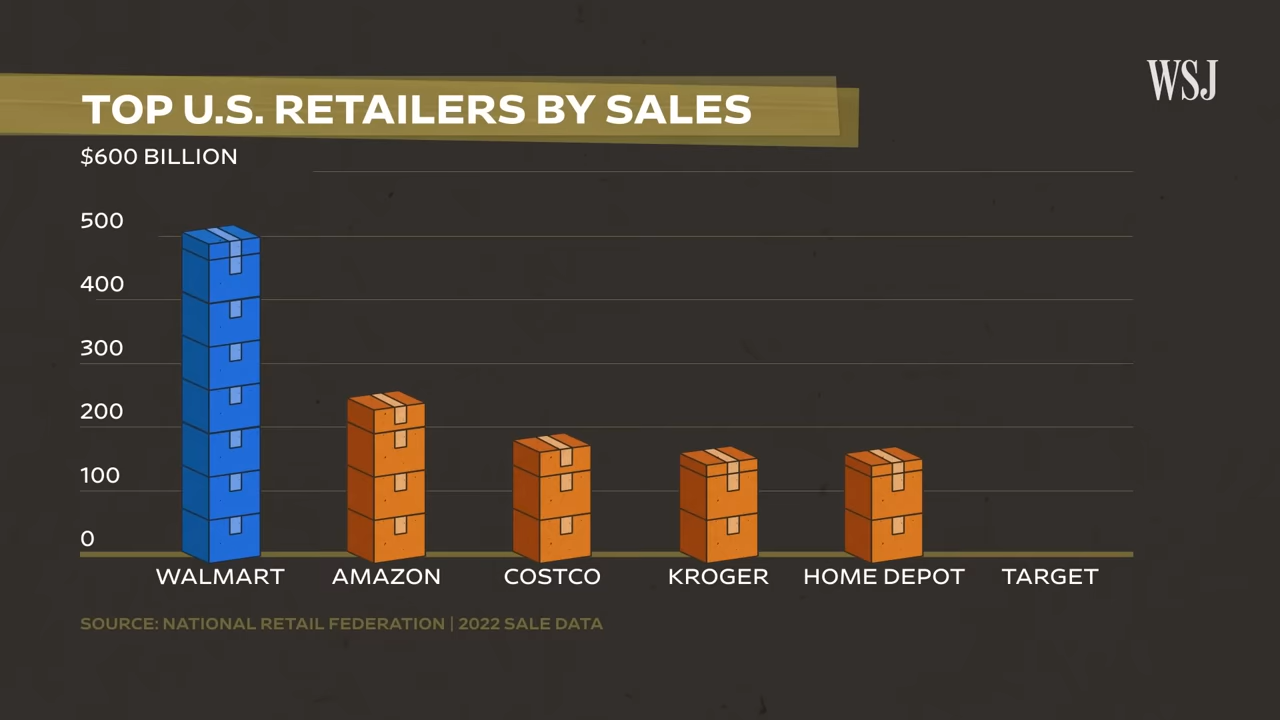 WSJ
TOP U.S. RETAILERS BY SALES
$600 BILLION
500
400
300
200
100
0
WALMART AMAZON COSTCO KROGER HOME DEPOT TARGET
SOURCE: NATIONAL RETAIL FEDERATION | 2022 SALE DATA